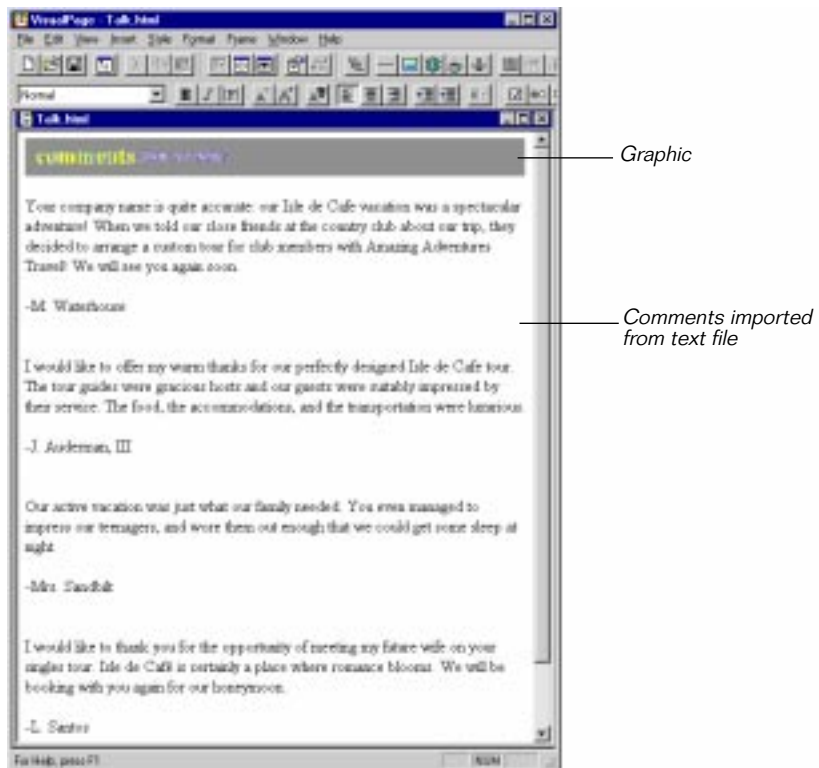 VisualPage - Talk.html
File Edit View Insert Style Format Frame Window Help
Normal
Talk.html
comments
Graphic
Your company name is quite accurate: our Isle de Cafe vacation was a spectacular
adventure! When we told our close friends at the country club about our trip, they
decided to arrange a custom tour for club members with Amazing Adventures
Travel! We will see you again soon.
-M. Waterhouse
Comments imported
from text file
I would like to offer my warm thanks for our perfectly designed Isle de Cafe tour.
The tour guides were gracious hosts and our guests were suitably impressed by
their service. The food, the accommodations, and the transportation were luxurious.
-J. Auderman, III
Our active vacation was just what our family needed. You even managed to
impress our teenagers, and wore them out enough that we could get some sleep at
night.
-Mrs.
I would like to thank you for the opportunity of meeting my future wife on your
singles tour. Isle de Café is certainly a place where romance blooms. We will be
booking with you again for our honeymoon.
-L. Santos
For Help, press F1
NUM